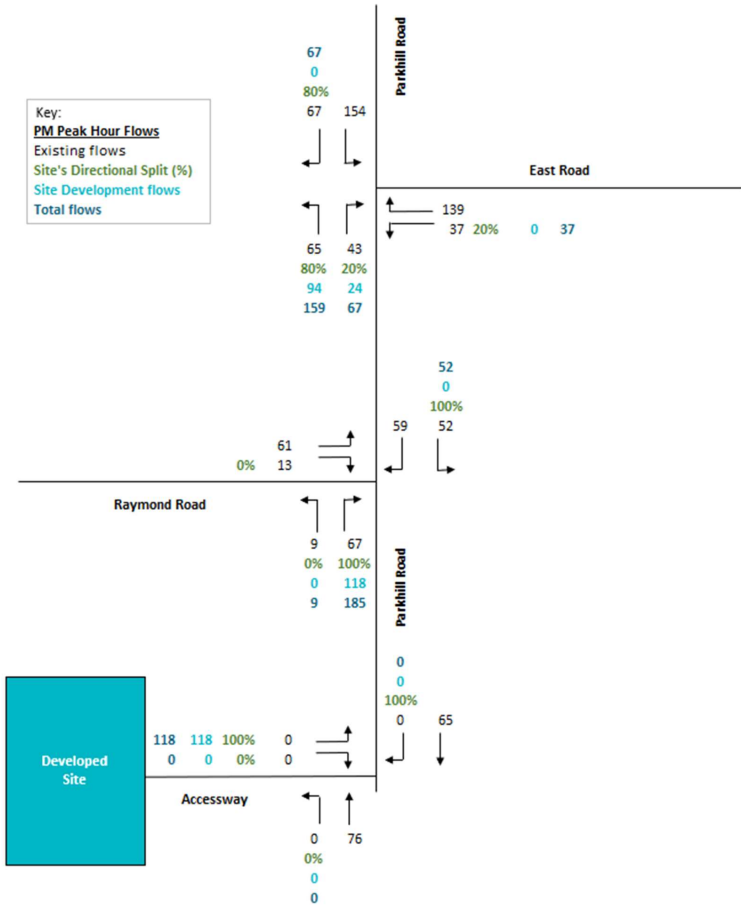 Parkhill Road
67
0
80%
67 154
Key:
PM Peak Hour Flows
Existing flows
Site's Directional Split (%)
Site Development flows
Total flows
East Road
139
37 20% 0 37
65 43
80% 20%
94 24
159 67
52
0
100%
59 52
61
0% 13
Raymond Road
9 67
0% 100%
0 118
9 185
Parkhill Road
0
0
100%
0 65
118 118 100% 0
0 0 0% 0
Developed
Site
Accessway
0 76
0%
0
0